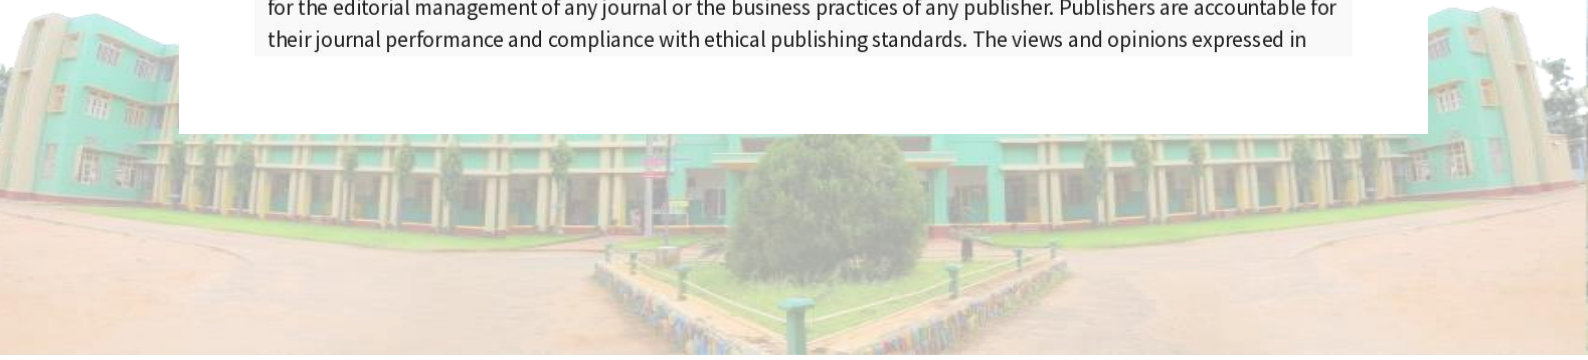 for the editorial management of any journal or the business practices of any publisher. Publishers are accountable for
their journal performance and compliance with ethical publishing standards. The views and opinions expressed in